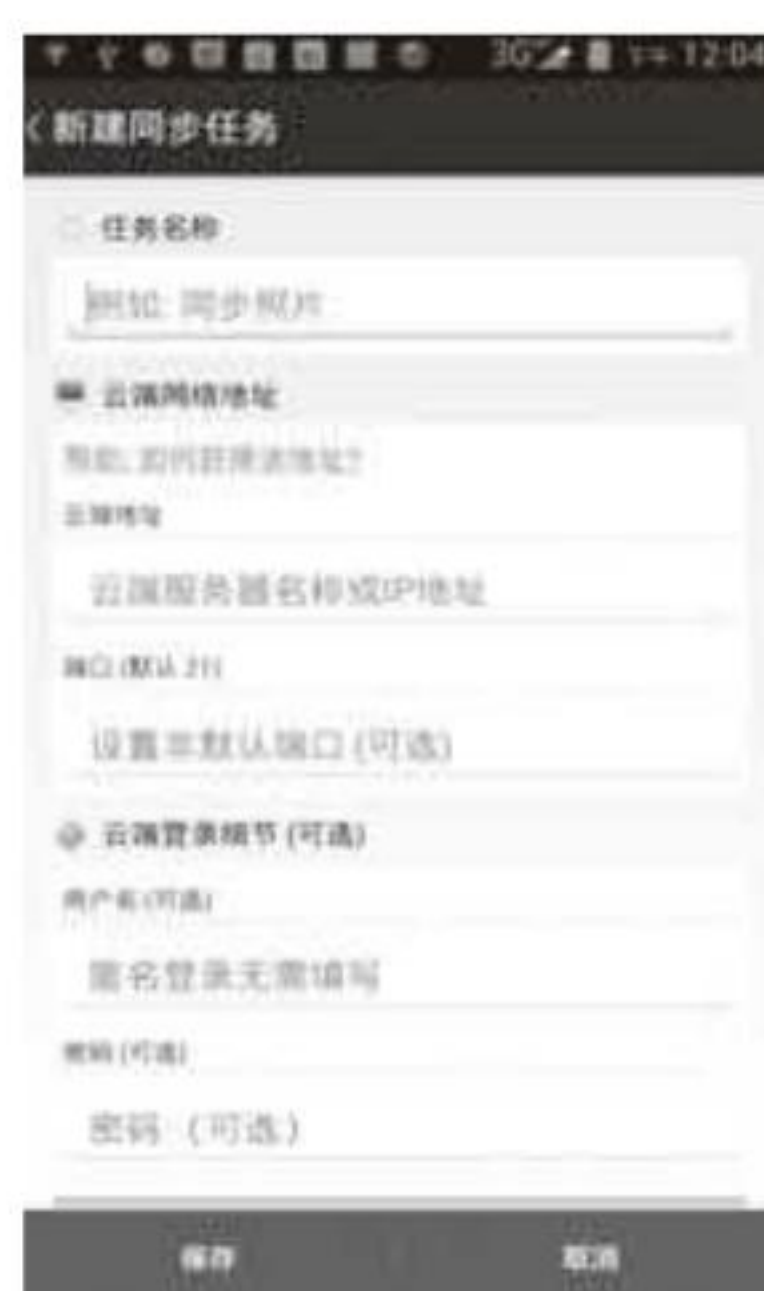 3G 12:04
新建同步任务
任务名称
例如: 同步照片
云端网络地址
帮助: 如何获得该地址?
云端地址
云端服务器名称或IP地址
端口 (默认 21)
设置非默认端口 (可选)
云端登录细节 (可选)
用户名 (可选)
匿名登录无需填写
密码 (可选)
密码 (可选)
保存 取消